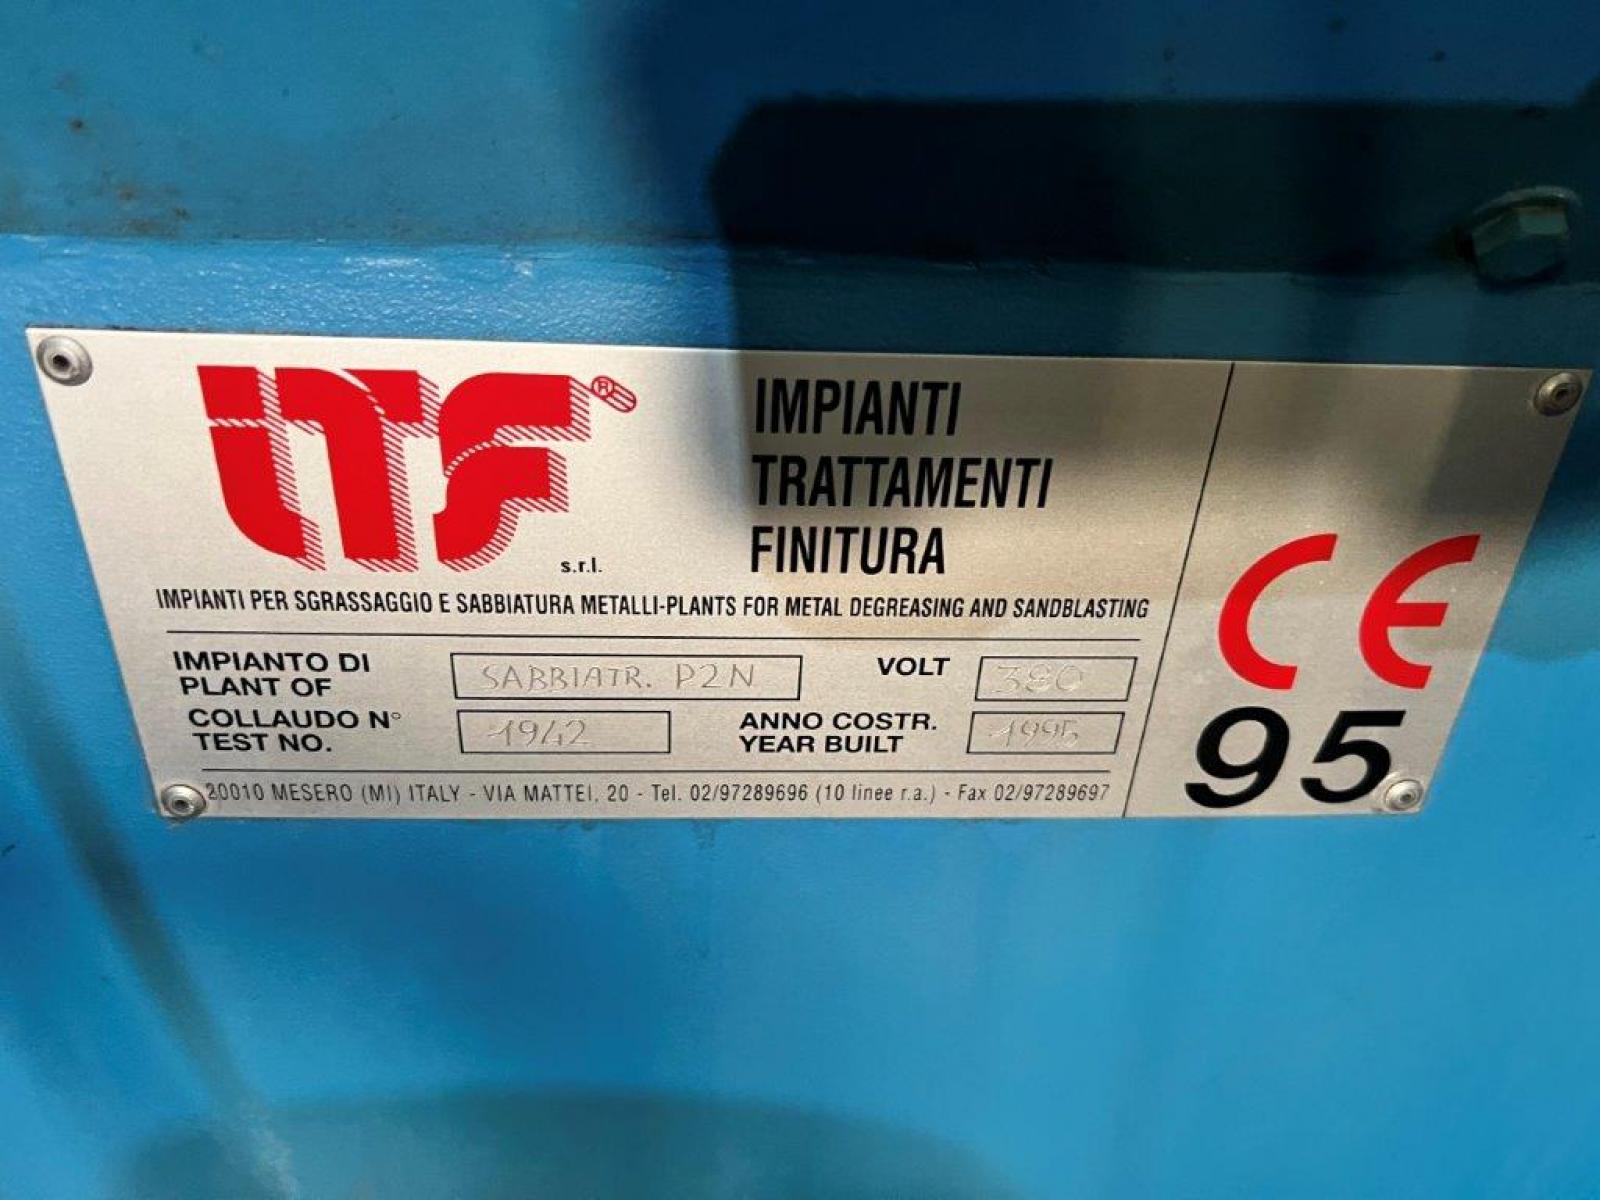 ITF®
s.r.l.
IMPIANTI
TRATTAMENTI
FINITURA
IMPIANTI PER SGRASSAGGIO E SABBIATURA METALLI-PLANTS FOR METAL DEGREASING AND SANDBLASTING
IMPIANTO DI
PLANT OF
SABBIATR. P2N
VOLT
380
COLLAUDO N°
TEST NO.
1942
ANNO COSTR.
YEAR BUILT
1995
20010 MESERO (MI) ITALY - VIA MATTEI, 20 - Tel. 02/97289696 (10 linee r.a.) - Fax 02/97289697
CE
95